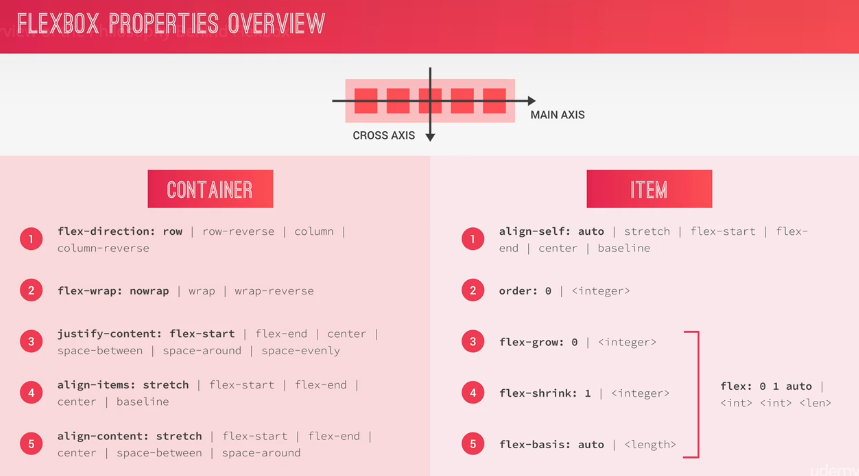 FLEXBOX PROPERTIES OVERVIEW
MAIN AXIS
CROSS AXIS
CONTAINER
1 flex-direction: row | row-reverse | column |
column-reverse
2 flex-wrap: nowrap | wrap | wrap-reverse
3 justify-content: flex-start | flex-end | center |
space-between | space-around | space-evenly
4 align-items: stretch | flex-start | flex-end |
center | baseline
5 align-content: stretch | flex-start | flex-end |
center | space-between | space-around
ITEM
1 align-self: auto | stretch | flex-start | flex-
end | center | baseline
2 order: 0 | <integer>
3 flex-grow: 0 | <integer>
4 flex-shrink: 1 | <integer>
5 flex-basis: auto | <length>
flex: 0 1 auto |
<int> <int> <len>
udemy